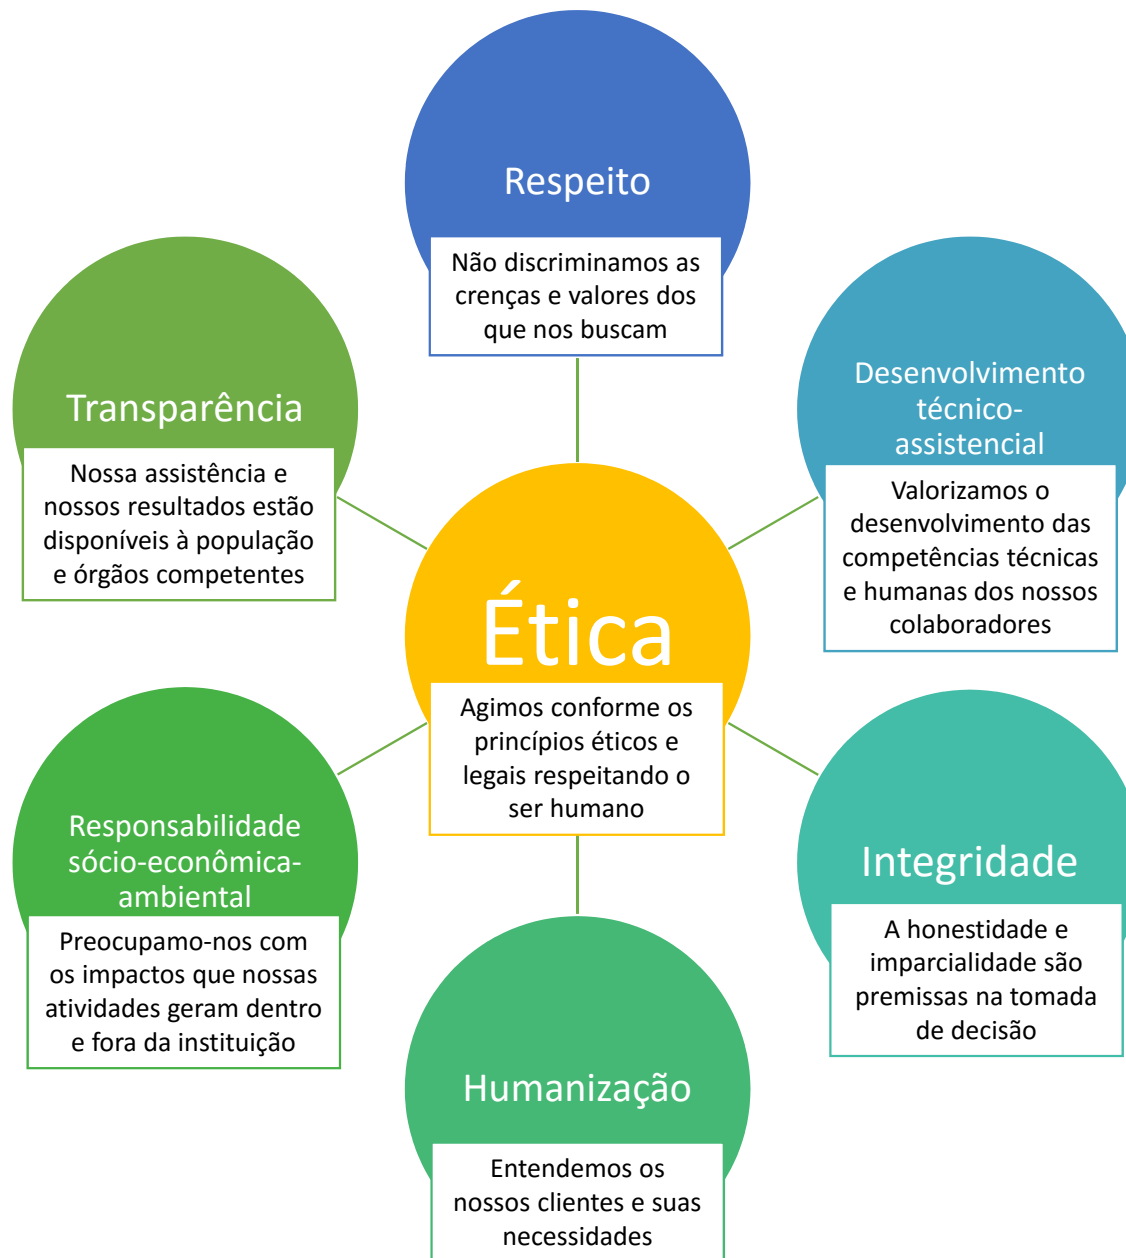 Respeito
Não discriminamos as
crenças e valores dos
que nos buscam
Transparência
Nossa assistência e
nossos resultados estão
disponíveis à população
e órgãos competentes
Desenvolvimento
técnico-
assistencial
Valorizamos o
desenvolvimento das
competências técnicas
e humanas dos nossos
colaboradores
Ética
Agimos conforme os
princípios éticos e
legais respeitando o
ser humano
Responsabilidade
sócio-econômica-
ambiental
Preocupamo-nos com
os impactos que nossas
atividades geram dentro
e fora da instituição
Integridade
A honestidade e
imparcialidade são
premissas na tomada
de decisão
Humanização
Entendemos os
nossos clientes e suas
necessidades